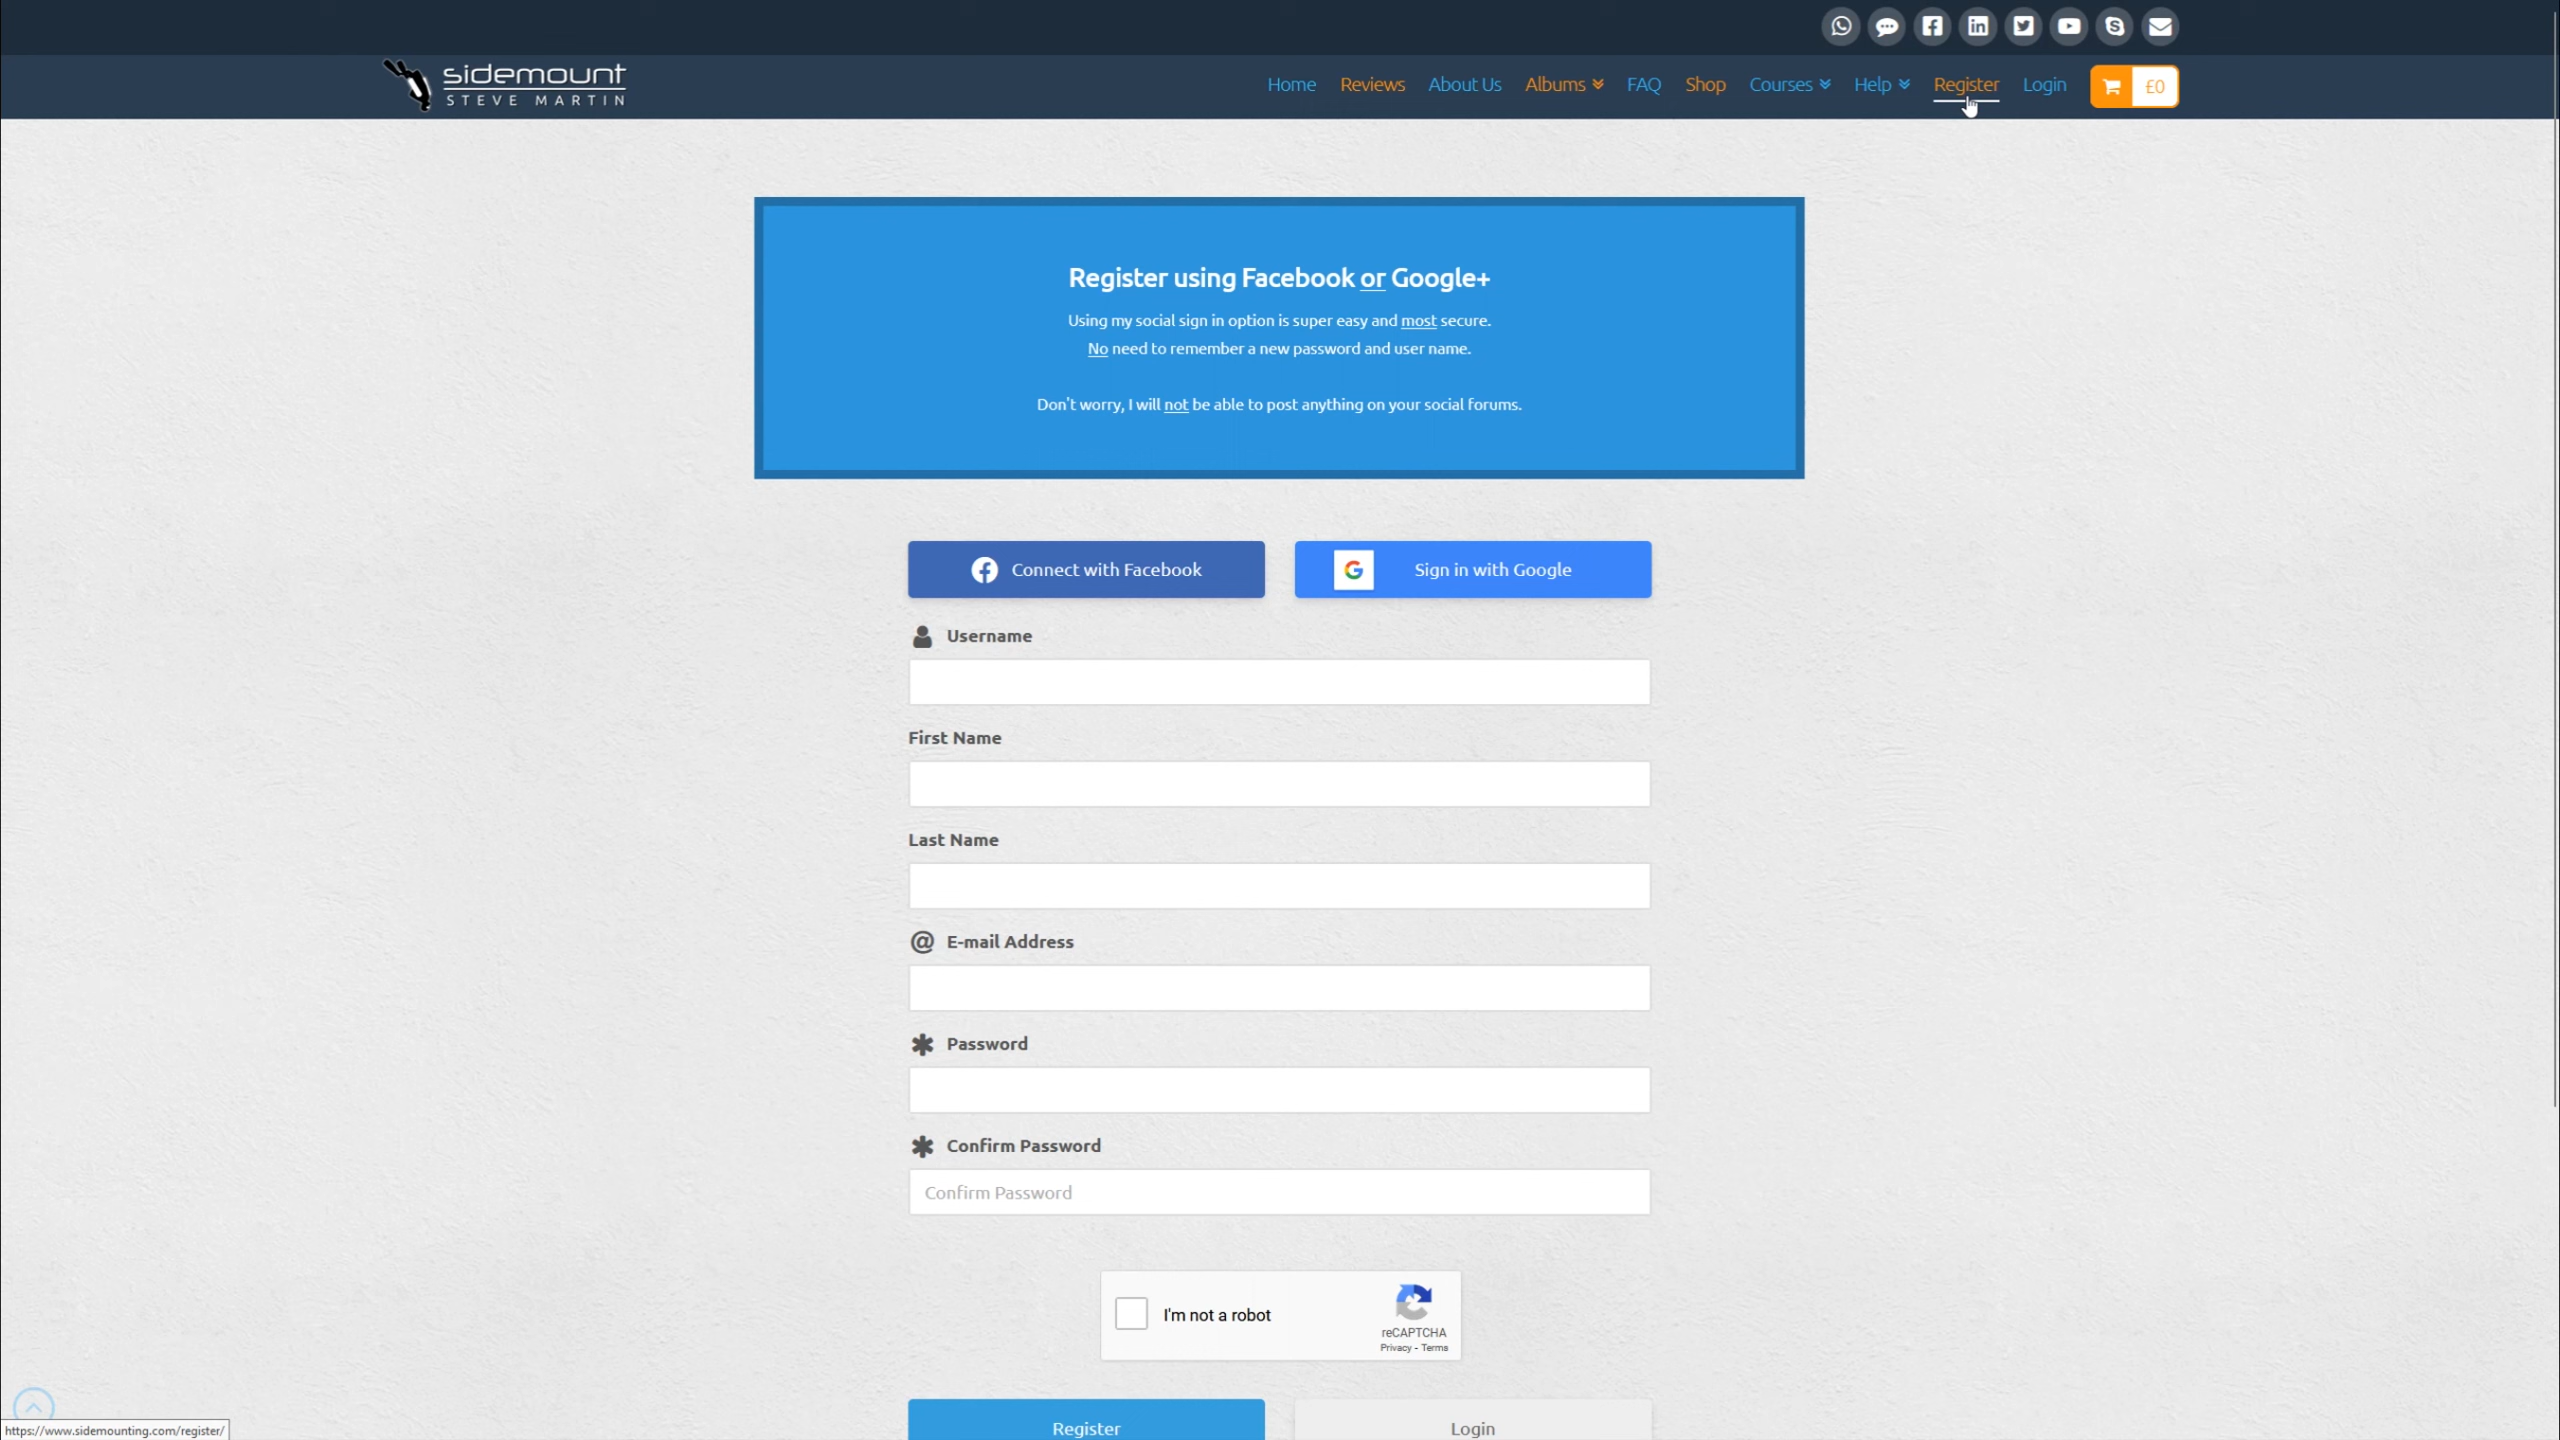 sidemount
STEVE MARTIN
Home Reviews About Us Albums FAQ Shop Courses Help Register Login £0
Register using Facebook or Google+
Using my social sign in option is super easy and most secure.
No need to remember a new password and user name.
Don't worry, I will not be able to post anything on your social forums.
Connect with Facebook
Sign in with Google
Username
First Name
Last Name
@ E-mail Address
Password
Confirm Password
Confirm Password
I'm not a robot
reCAPTCHA
Privacy - Terms
Register
Login
https://www.sidemounting.com/register/